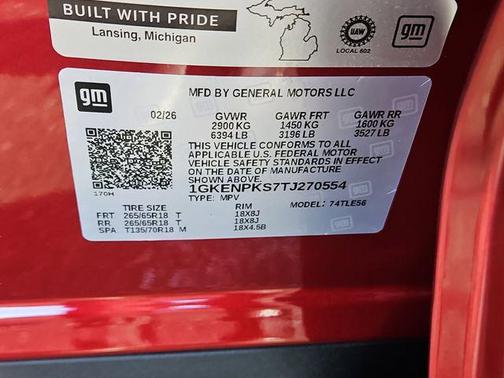 BUILT WITH PRIDE
Lansing, Michigan
UAW
LOCAL 602
gm
gm
MFD BY GENERAL MOTORS LLC
02/26 GVWR GAWR FRT GAWR RR
2900 KG 1450 KG 1600 KG
6394 LB 3196 LB 3527 LB
THIS VEHICLE CONFORMS TO ALL
APPLICABLE U.S. FEDERAL MOTOR
VEHICLE SAFETY STANDARDS IN EFFECT
ON THE DATE OF MANUFACTURE
1GKENPKS7TJ270554
TYPE: MPV MODEL: 74TLE56
170H
TIRE SIZE RIM
FRT 265/65R18 T 18X8J
RR 265/65R18 T 18X8J
SPA T135/70R18 M 18X4.5B